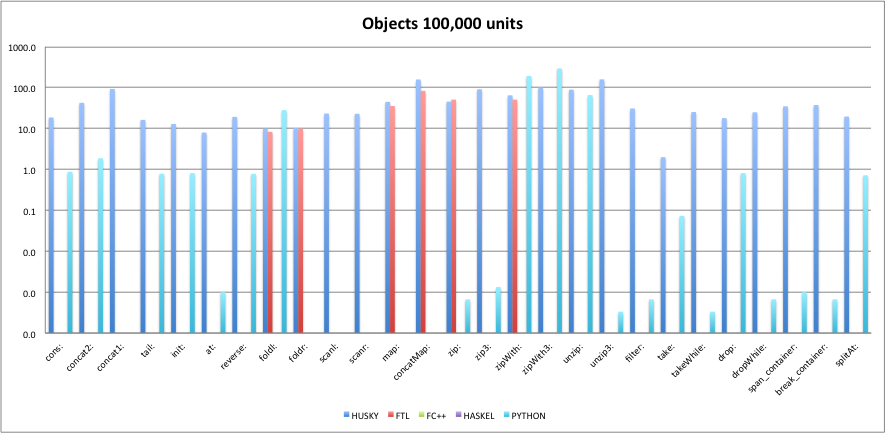 Objects 100,000 units
1000.0
100.0
10.0
1.0
0.1
0.0
0.0
0.0
cons:
concat2:
concat1:
tail:
init:
at:
reverse:
foldl:
foldr:
scanl:
scanr:
map:
concatMap:
zip:
zip3:
zipWith:
zipWith3:
unzip:
unzip3:
filter:
take:
takeWhile:
drop:
dropWhile:
span_container:
break_container:
splitAt:
HUSKY FTL FC++ HASKEL PYTHON